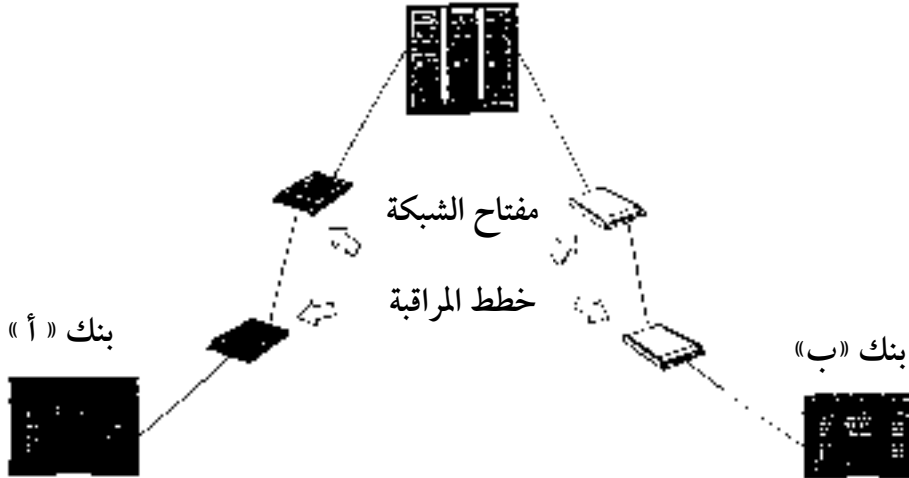 مفتاح الشبكة
خطط المراقبة
بنك « أ »
بنك «ب»